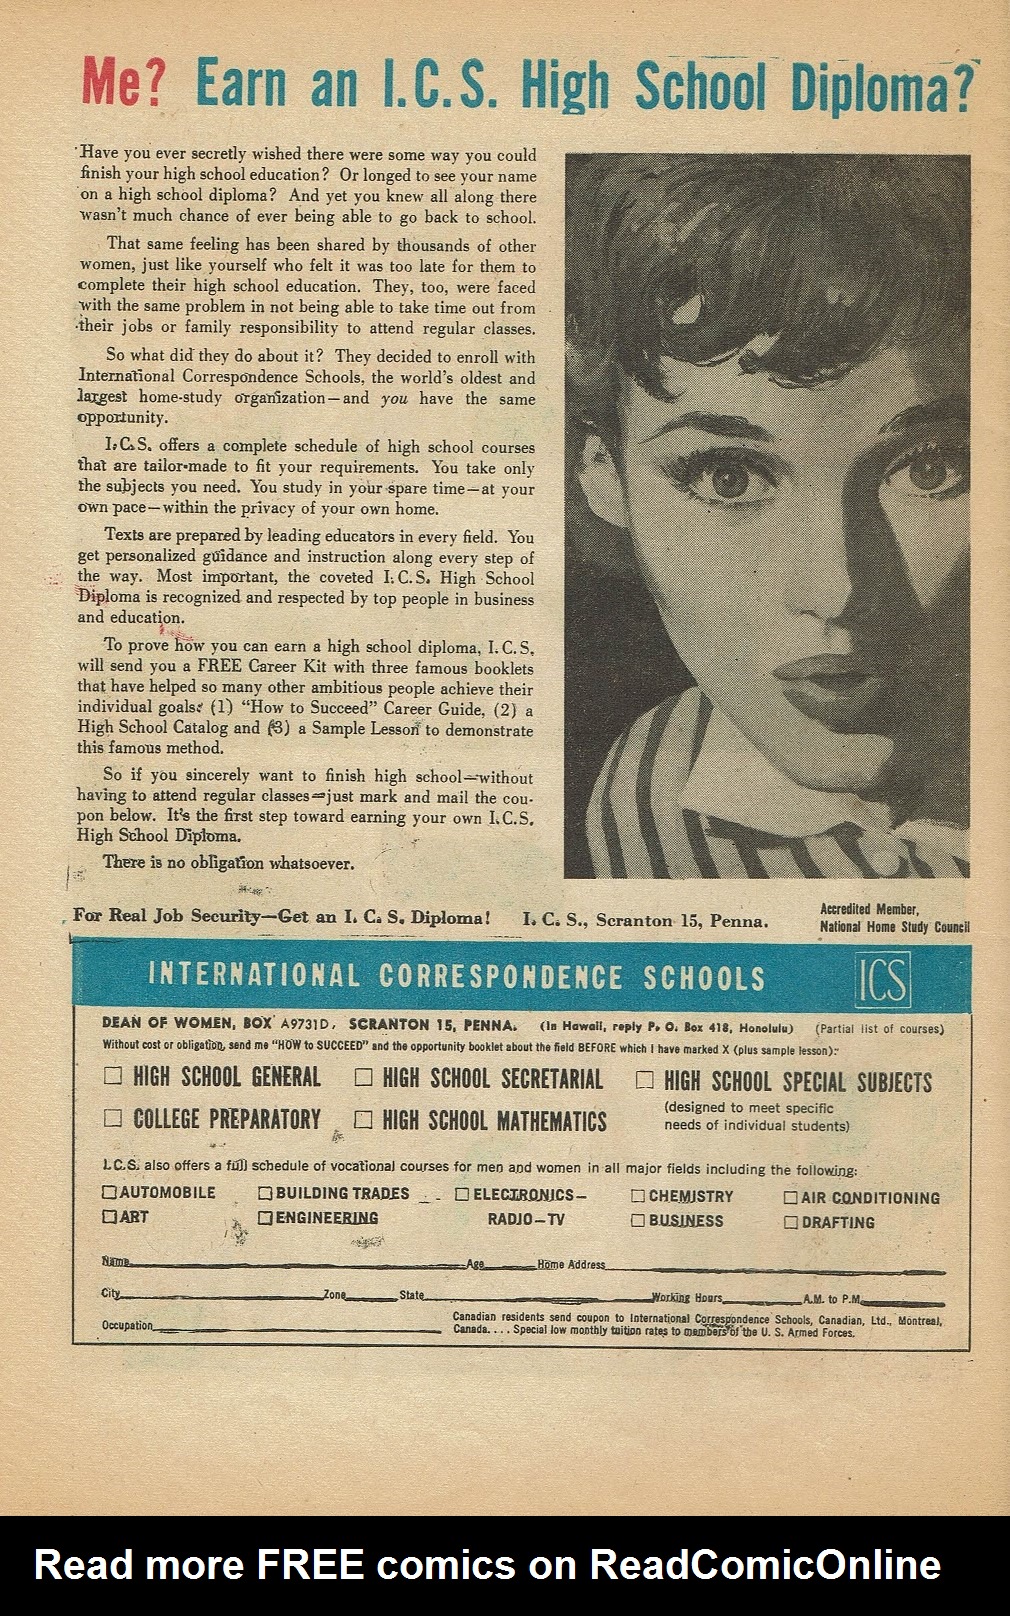 Me? Earn an I.C.S. High School Diploma?
Have you ever secretly wished there were some way you could
finish your high school education? Or longed to see your name
on a high school diploma? And yet you knew all along there
wasn't much chance of ever being able to go back to school.
That same feeling has been shared by thousands of other
women, just like yourself who felt it was too late for them to
complete their high school education. They, too, were faced
with the same problem in not being able to take time out from
their jobs or family responsibility to attend regular classes.
So what did they do about it? They decided to enroll with
International Correspondence Schools, the world's oldest and
largest home-study organization—and you have the same
opportunity.
I.C.S. offers a complete schedule of high school courses
that are tailor-made to fit your requirements. You take only
the subjects you need. You study in your spare time—at your
own pace—within the privacy of your own home.
Texts are prepared by leading educators in every field. You
get personalized guidance and instruction along every step of
the way. Most important, the coveted I.C.S. High School
Diploma is recognized and respected by top people in business
and education.
To prove how you can earn a high school diploma, I.C.S.
will send you a FREE Career Kit with three famous booklets
that have helped so many other ambitious people achieve their
individual goals: (1) "How to Succeed" Career Guide, (2) a
High School Catalog and (3) a Sample Lesson to demonstrate
this famous method.
So if you sincerely want to finish high school—without
having to attend regular classes—just mark and mail the cou-
pon below. It's the first step toward earning your own I.C.S.
High School Diploma.
There is no obligation whatsoever.
For Real Job Security—Get an I. C. S. Diploma! I. C. S., Scranton 15, Penna.
Accredited Member,
National Home Study Council
INTERNATIONAL CORRESPONDENCE SCHOOLS ICS
DEAN OF WOMEN, BOX A9731D, SCRANTON 15, PENNA. (In Hawaii, reply P. O. Box 418, Honolulu) (Partial list of courses)
Without cost or obligation, send me "HOW to SUCCEED" and the opportunity booklet about the field BEFORE which I have marked X (plus sample lesson):
☐ HIGH SCHOOL GENERAL ☐ HIGH SCHOOL SECRETARIAL ☐ HIGH SCHOOL SPECIAL SUBJECTS
☐ COLLEGE PREPARATORY ☐ HIGH SCHOOL MATHEMATICS
(designed to meet specific
needs of individual students)
I.C.S. also offers a full schedule of vocational courses for men and women in all major fields including the following:
☐ AUTOMOBILE ☐ BUILDING TRADES ☐ ELECTRONICS— ☐ CHEMISTRY ☐ AIR CONDITIONING
☐ ART ☐ ENGINEERING RADIO—TV ☐ BUSINESS ☐ DRAFTING
Name Age Home Address
City Zone State Working Hours A.M. to P.M.
Occupation
Canadian residents send coupon to International Correspondence Schools, Canadian, Ltd., Montreal,
Canada. . . . Special low monthly tuition rates to members of the U. S. Armed Forces.
Read more FREE comics on ReadComicOnline